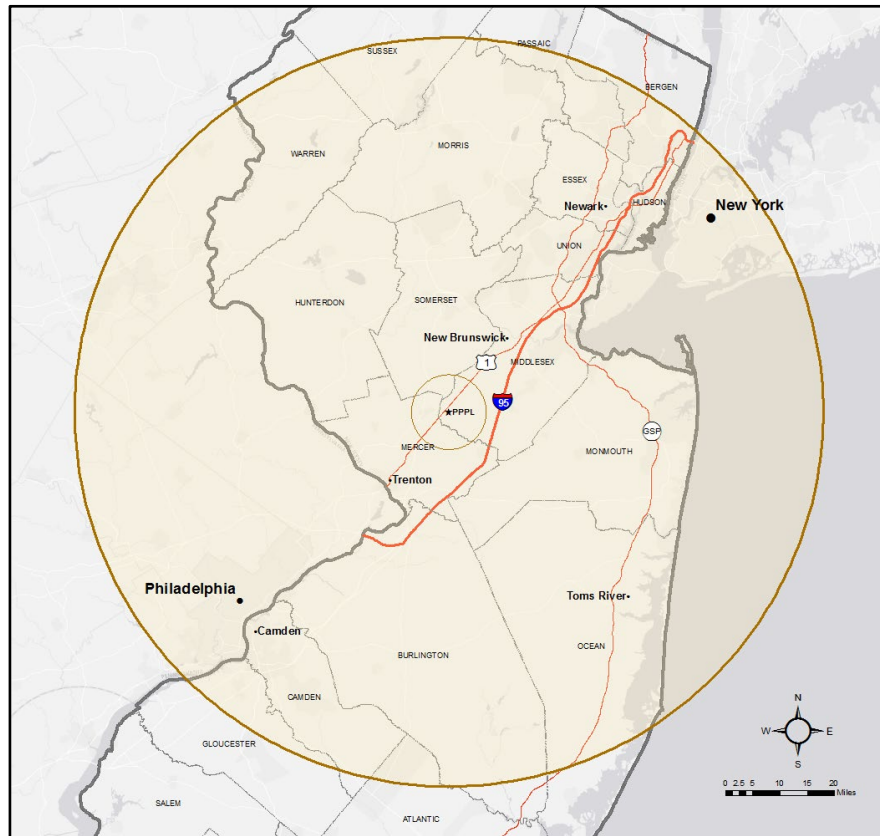 SUSSEX
PASSAIC
BERGEN
WARREN
MORRIS
ESSEX
Newark
HUDSON
New York
UNION
HUNTERDON
SOMERSET
New Brunswick
MIDDLESEX
1
95
PPPL
GSP
MERCER
MONMOUTH
Trenton
Philadelphia
Toms River
Camden
OCEAN
BURLINGTON
CAMDEN
GLOUCESTER
SALEM
ATLANTIC
N
W E
S
0 2.5 5 10 15 20
Miles